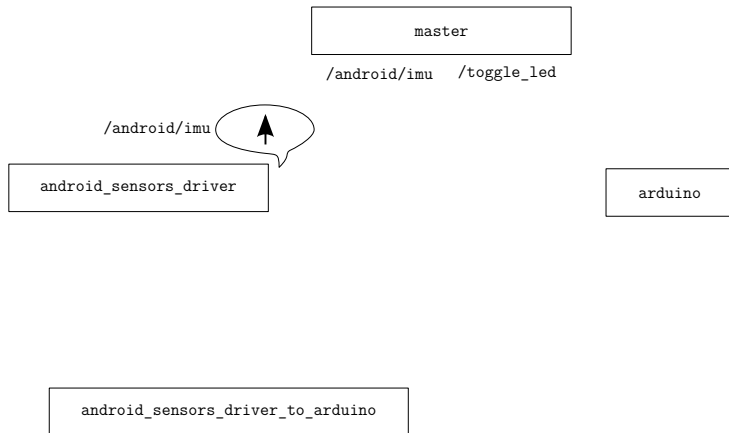 master
/android/imu /toggle_led
/android/imu
android_sensors_driver
arduino
android_sensors_driver_to_arduino